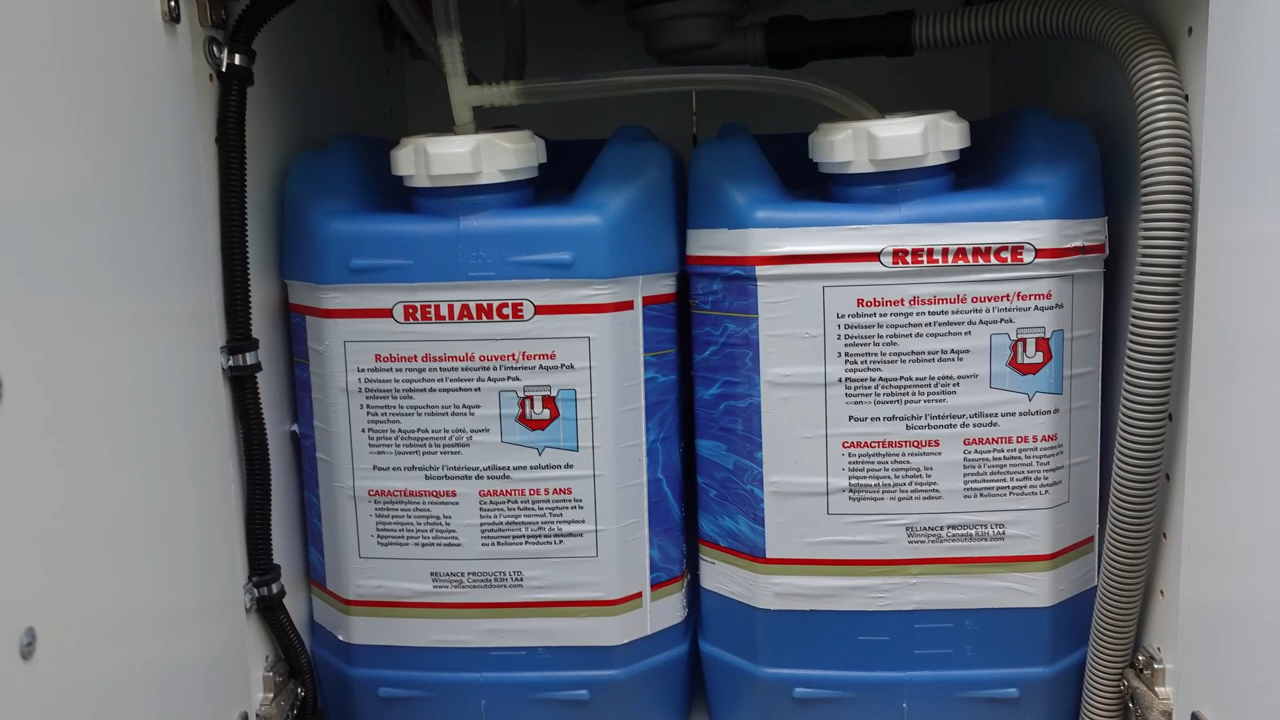 RELIANCE
Robinet dissimulé ouvert/fermé
Le robinet se range en toute sécurité à l'intérieur Aqua-Pak
1 Dévisser le capuchon et l'enlever du Aqua-Pak.
2 Dévisser le robinet de capuchon et
enlever la cale.
3 Remettre le capuchon sur la Aqua-
Pak et revisser le robinet dans le
capuchon.
4 Placer le Aqua-Pak sur le côté, ouvrir
la prise d'échappement d'air et
tourner le robinet à la position
<<on>> (ouvert) pour verser.
Pour en rafraichir l'intérieur, utilisez une solution de
bicarbonate de soude.
CARACTÉRISTIQUES
• En polyéthylène à résistance
extrême aux chocs.
• Idéal pour le camping, les
pique-niques, le chalet, le
bateau et les jeux d'équipe.
• Approuvé pour les aliments,
hygiénique - ni goût ni odeur.
GARANTIE DE 5 ANS
Ce Aqua-Pak est garnit contre les
fissures, les fuites, la rupture et le
bris à l'usage normal. Tout
produit défectueux sera remplacé
gratuitement. Il suffit de le
retourner port payé au detaillant
ou à Reliance Products L.P.
RELIANCE PRODUCTS LTD.
Winnipeg, Canada R3H 1A4
www.relianceoutdoors.com
RELIANCE
Robinet dissimulé ouvert/fermé
Le robinet se range en toute sécurité à l'intérieur Aqua-Pak
1 Dévisser le capuchon et l'enlever du Aqua-Pak.
2 Dévisser le robinet de capuchon et
enlever la cale.
3 Remettre le capuchon sur la Aqua-
Pak et revisser le robinet dans le
capuchon.
4 Placer le Aqua-Pak sur le côté, ouvrir
la prise d'échappement d'air et
tourner le robinet à la position
<<on>> (ouvert) pour verser.
Pour en rafraichir l'intérieur, utilisez une solution de
bicarbonate de soude.
CARACTÉRISTIQUES
• En polyéthylène à résistance
extrême aux chocs.
• Idéal pour le camping, les
pique-niques, le chalet, le
bateau et les jeux d'équipe.
• Approuvé pour les aliments,
hygiénique - ni goût ni odeur.
GARANTIE DE 5 ANS
Ce Aqua-Pak est garnit contre les
fissures, les fuites, la rupture et le
bris à l'usage normal. Tout
produit défectueux sera remplacé
gratuitement. Il suffit de le
retourner port payé au detaillant
ou à Reliance Products L.P.
RELIANCE PRODUCTS LTD.
Winnipeg, Canada R3H 1A4
www.relianceoutdoors.com